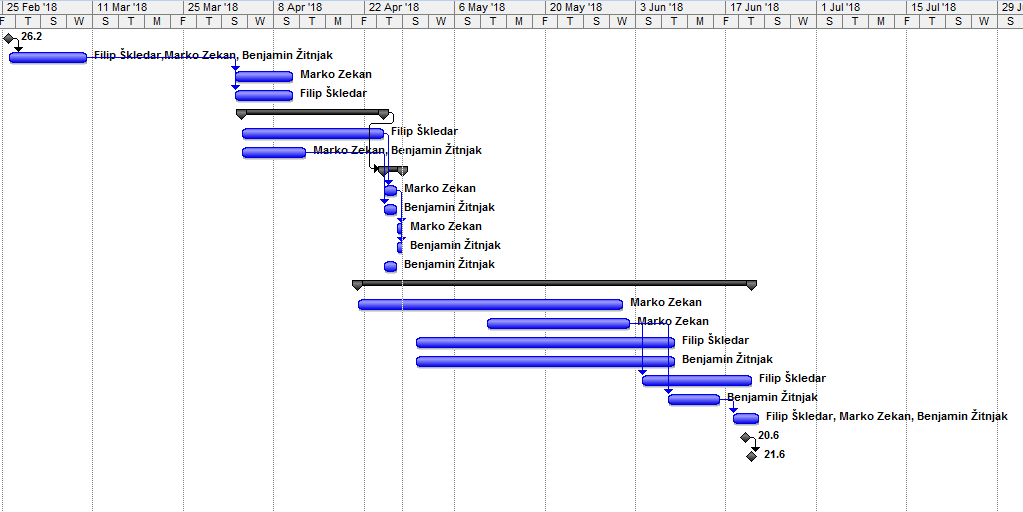 25 Feb '18 11 Mar '18 25 Mar '18 8 Apr '18 22 Apr '18 6 May '18 20 May '18 3 Jun '18 17 Jun '18 1 Jul '18 15 Jul '18 29 J
F T S W S T M F T S W S T M F T S W S T M F T S W S T M F T S W S T M F T S W S
26.2
Filip Škledar,Marko Zekan, Benjamin Žitnjak
Marko Zekan
Filip Škledar
Filip Škledar
Marko Zekan, Benjamin Žitnjak
Marko Zekan
Benjamin Žitnjak
Marko Zekan
Benjamin Žitnjak
Benjamin Žitnjak
Marko Zekan
Marko Zekan
Filip Škledar
Benjamin Žitnjak
Filip Škledar
Benjamin Žitnjak
Filip Škledar, Marko Zekan, Benjamin Žitnjak
20.6
21.6